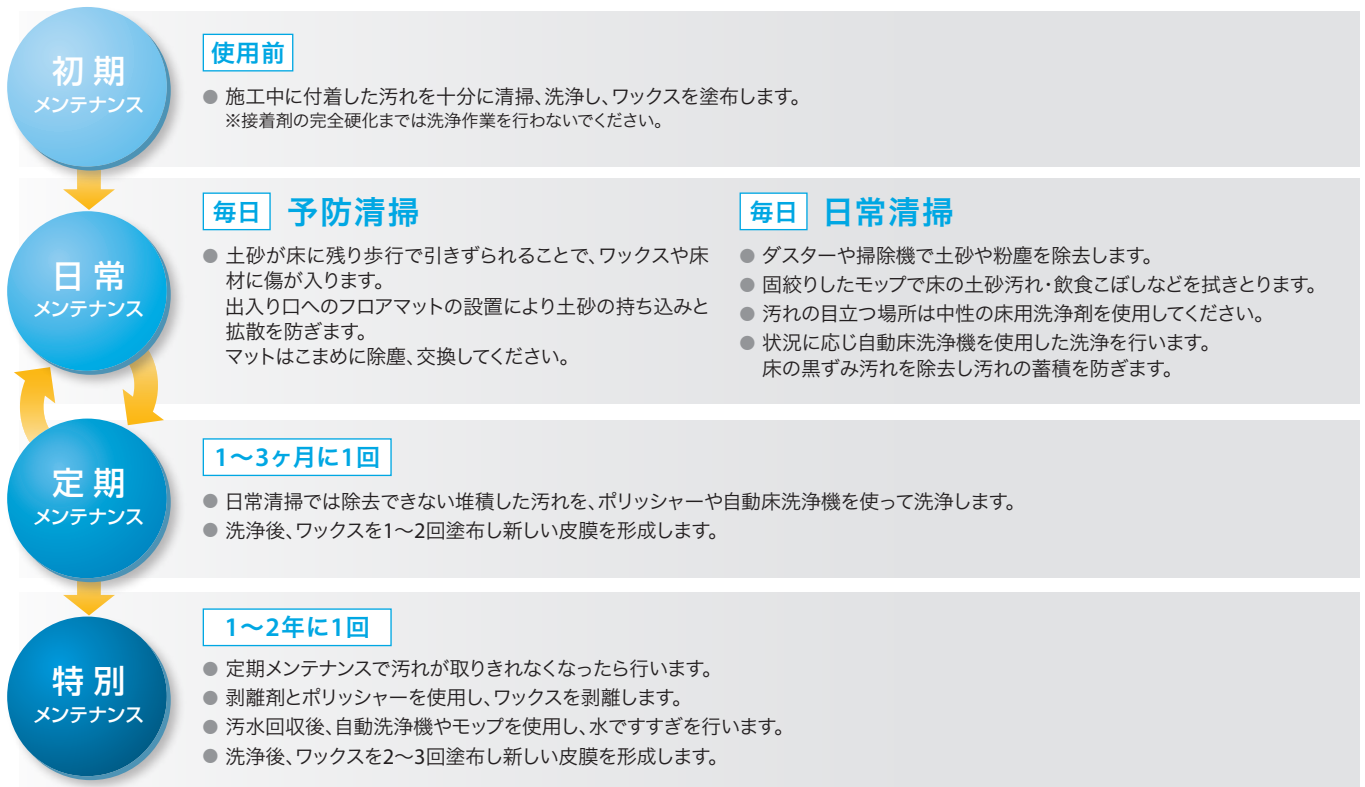 初期
メンテナンス
使用前
● 施工中に付着した汚れを十分に清掃、洗浄し、ワックスを塗布します。
※接着剤の完全硬化までは洗浄作業を行わないでください。
日常
メンテナンス
毎日 予防清掃
● 土砂が床に残り歩行で引きずられることで、ワックスや床
材に傷が入ります。
出入り口へのフロアマットの設置により土砂の持ち込みと
拡散を防ぎます。
マットはこまめに除塵、交換してください。
毎日 日常清掃
● ダスターや掃除機で土砂や粉塵を除去します。
● 固絞りしたモップで床の土砂汚れ・飲食こぼしなどを拭きとります。
● 汚れの目立つ場所は中性の床用洗浄剤を使用してください。
● 状況に応じ自動床洗浄機を使用した洗浄を行います。
床の黒ずみ汚れを除去し汚れの蓄積を防ぎます。
定期
メンテナンス
1～3ヶ月に1回
● 日常清掃では除去できない堆積した汚れを、ポリッシャーや自動床洗浄機を使って洗浄します。
● 洗浄後、ワックスを1～2回塗布し新しい皮膜を形成します。
特別
メンテナンス
1～2年に1回
● 定期メンテナンスで汚れが取りきれなくなったら行います。
● 剥離剤とポリッシャーを使用し、ワックスを剥離します。
● 汚水回収後、自動洗浄機やモップを使用し、水ですすぎを行います。
● 洗浄後、ワックスを2～3回塗布し新しい皮膜を形成します。